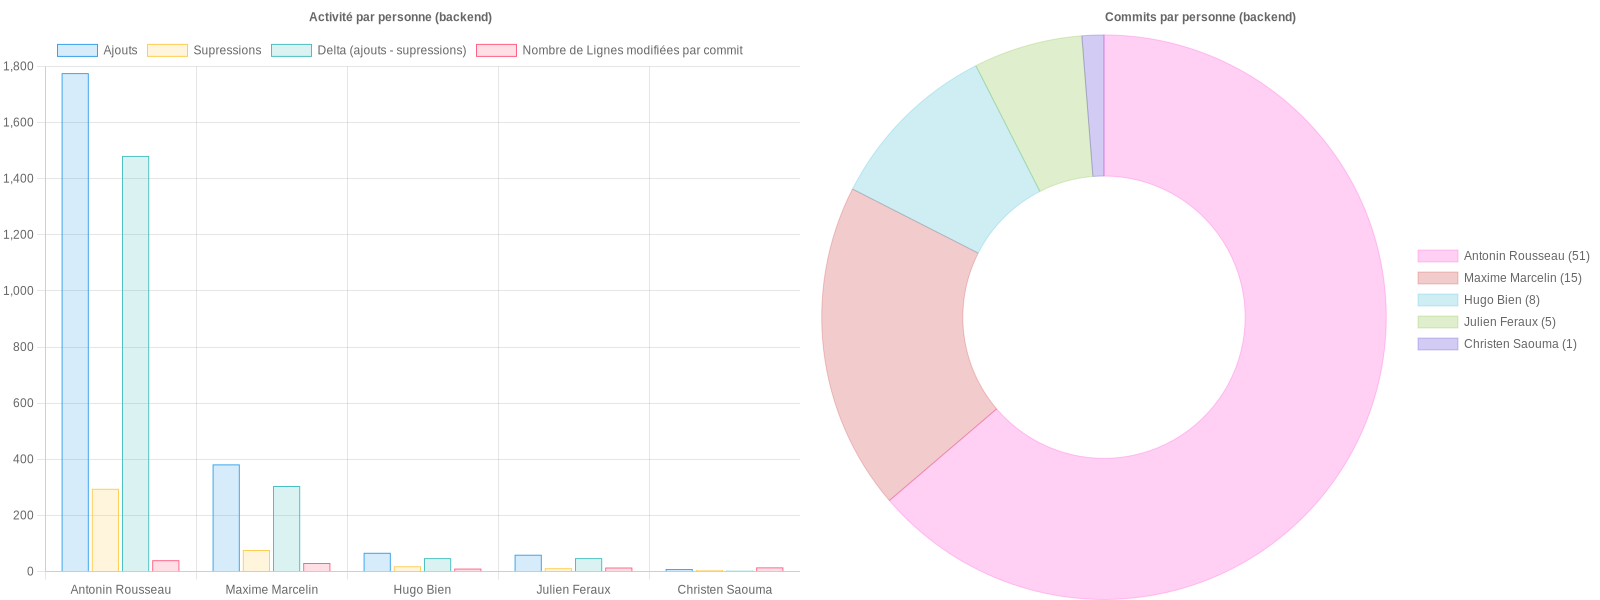 Activité par personne (backend)
Ajouts
Supressions
Delta (ajouts - supressions)
Nombre de Lignes modifiées par commit
1,800
1,600
1,400
1,200
1,000
800
600
400
200
0
Antonin Rousseau
Maxime Marcelin
Hugo Bien
Julien Feraux
Christen Saouma
Commits par personne (backend)
Antonin Rousseau (51)
Maxime Marcelin (15)
Hugo Bien (8)
Julien Feraux (5)
Christen Saouma (1)